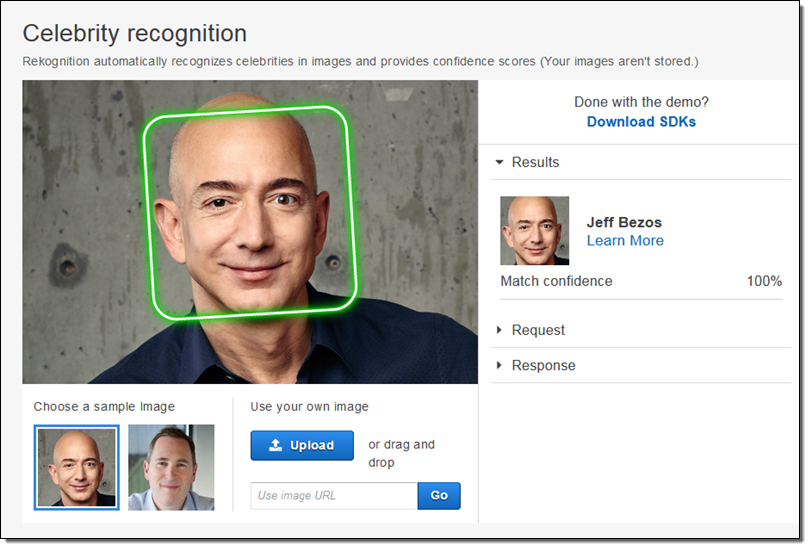 Celebrity recognition
Rekognition automatically recognizes celebrities in images and provides confidence scores (Your images aren't stored.)
Done with the demo?
Download SDKs
Results
Jeff Bezos
Learn More
Match confidence 100%
Request
Response
Choose a sample Image
Use your own image
Upload
or drag and
drop
Use image URL
Go